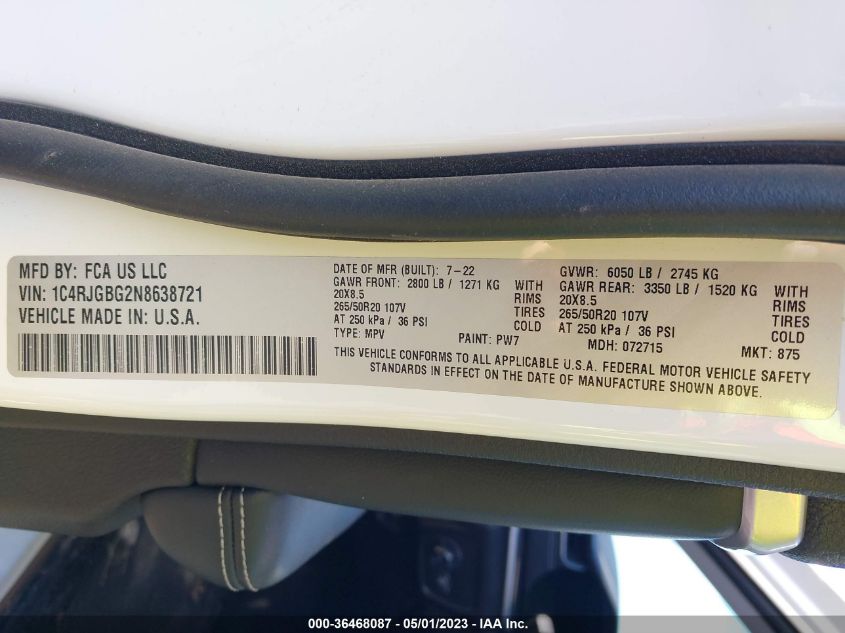 MFD BY: FCA US LLC
VIN: 1C4RJGBG2N8638721
VEHICLE MADE IN: U.S.A.
DATE OF MFR (BUILT): 7-22
GAWR FRONT: 2800 LB / 1271 KG WITH
20X8.5 RIMS
265/50R20 107V TIRES
AT 250 kPa / 36 PSI COLD
TYPE: MPV PAINT: PW7
GVWR: 6050 LB / 2745 KG
GAWR REAR: 3350 LB / 1520 KG WITH
20X8.5 RIMS
265/50R20 107V TIRES
AT 250 kPa / 36 PSI COLD
MDH: 072715 MKT: 875
THIS VEHICLE CONFORMS TO ALL APPLICABLE U.S.A. FEDERAL MOTOR VEHICLE SAFETY
STANDARDS IN EFFECT ON THE DATE OF MANUFACTURE SHOWN ABOVE.
000-36468087 - 05/01/2023 - IAA Inc.